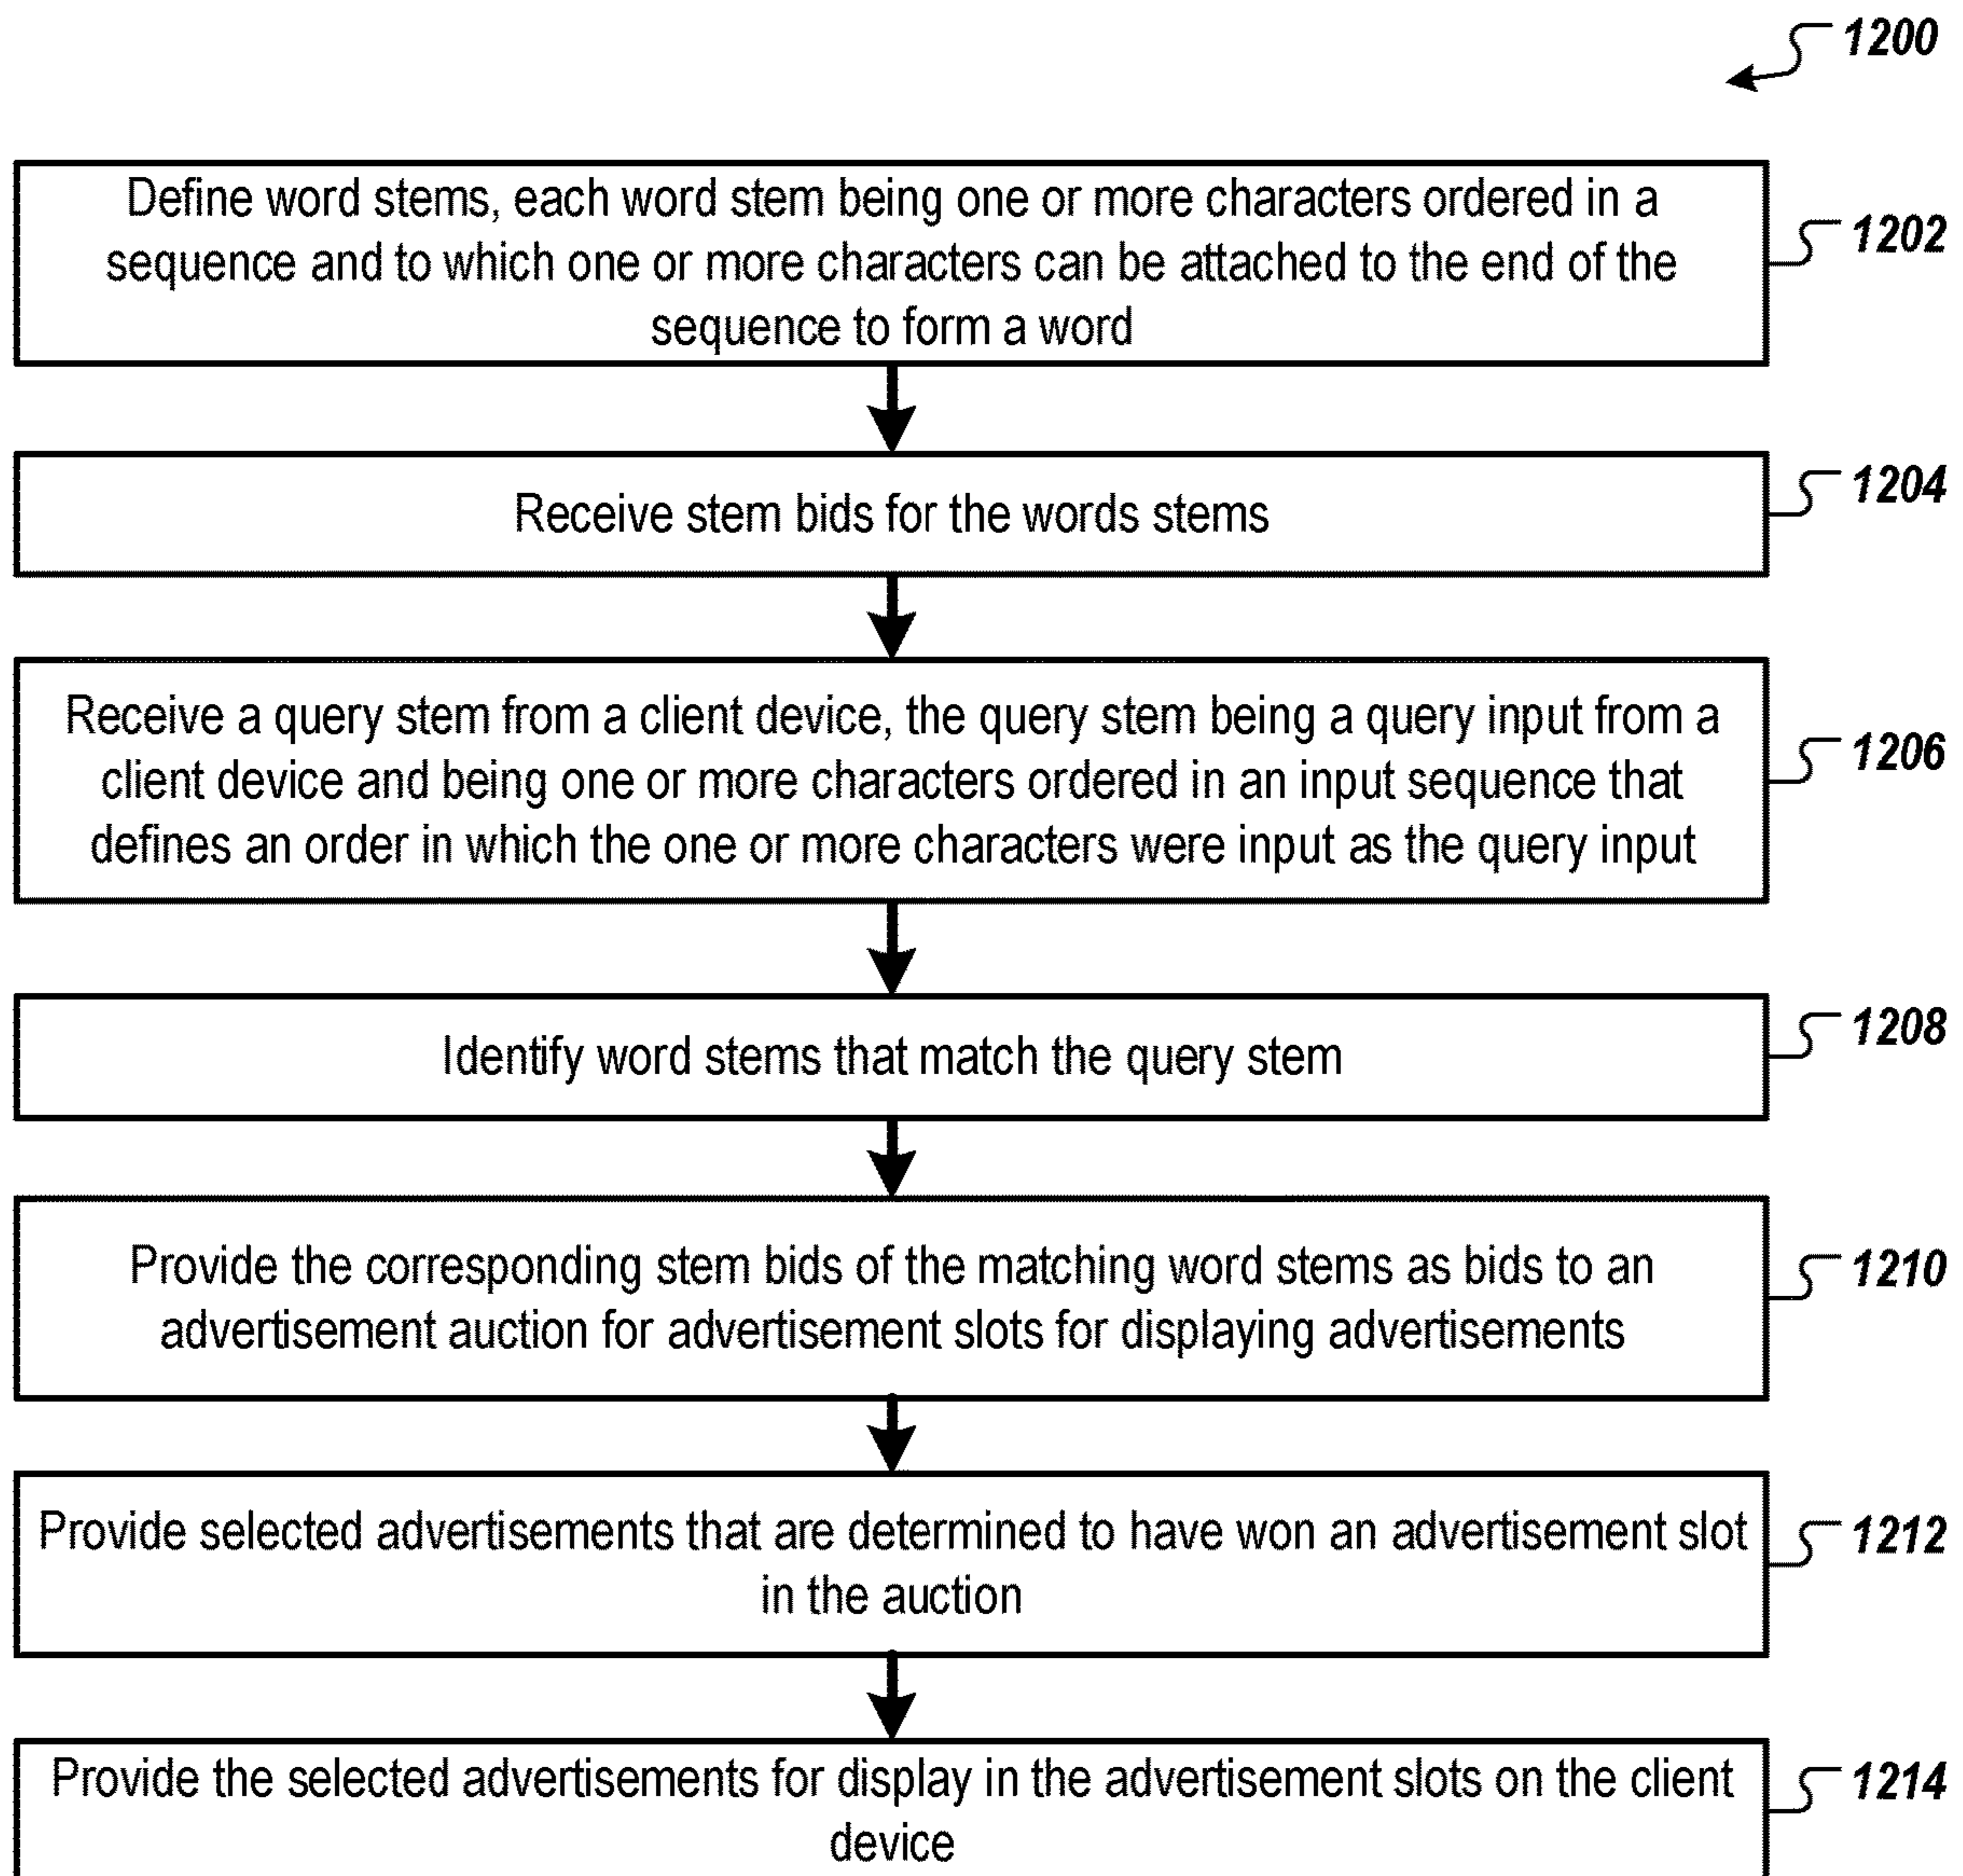 1200
Define word stems, each word stem being one or more characters ordered in a
sequence and to which one or more characters can be attached to the end of the
sequence to form a word
1202
Receive stem bids for the words stems
1204
Receive a query stem from a client device, the query stem being a query input from a
client device and being one or more characters ordered in an input sequence that
defines an order in which the one or more characters were input as the query input
1206
Identify word stems that match the query stem
1208
Provide the corresponding stem bids of the matching word stems as bids to an
advertisement auction for advertisement slots for displaying advertisements
1210
Provide selected advertisements that are determined to have won an advertisement slot
in the auction
1212
Provide the selected advertisements for display in the advertisement slots on the client
device
1214